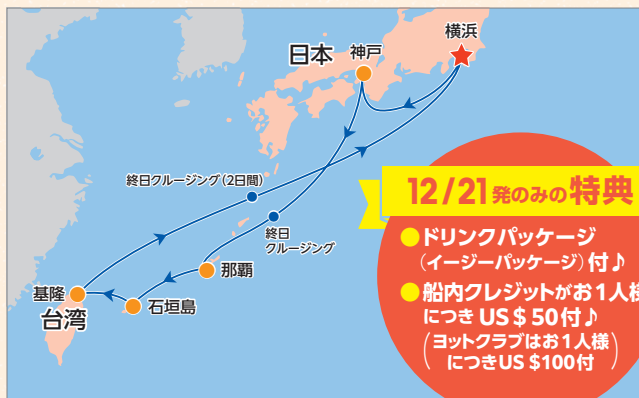 横浜
日本
神戸
終日クルージング(2日間)
終日
クルージング
那覇
石垣島
基隆
台湾
12/21発のみの特典
●ドリンクパッケージ
(イージーパッケージ)付♪
●船内クレジットがお1人様
につきUS$50付♪
(ヨットクラブはお1人様
につきUS$100付)